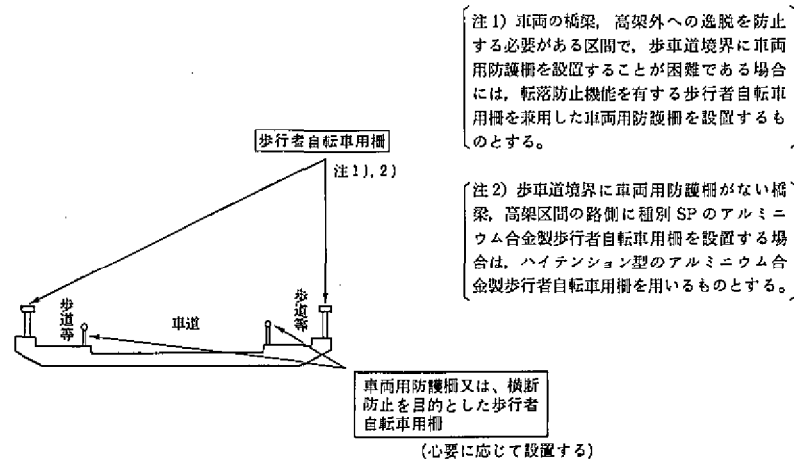 注1) 車両の橋梁，高架外への逸脱を防止
する必要がある区間で，歩車道境界に車両
用防護柵を設置することが困難である場合
には，転落防止機能を有する歩行者自転車
用柵を兼用した車両用防護柵を設置するも
のとする。
歩行者自転車用柵
注1), 2)
注2) 歩車道境界に車両用防護柵がない橋
梁，高架区間の路側に種別 SP のアルミニ
ウム合金製歩行者自転車用柵を設置する場
合は，ハイテンション型のアルミニウム合
金製歩行者自転車用柵を用いるものとする。
歩道等
車道
歩道等
車両用防護柵又は、横断
防止を目的とした歩行者
自転車用柵
(心要に応じて設置する)